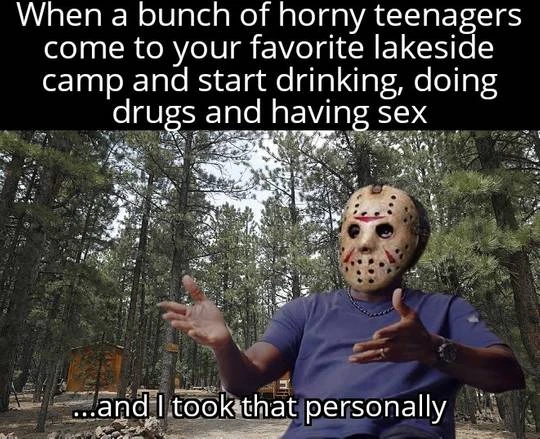 When a bunch of horny teenagers
come to your favorite lakeside
camp and start drinking, doing
drugs and having sex
...and I took that personally